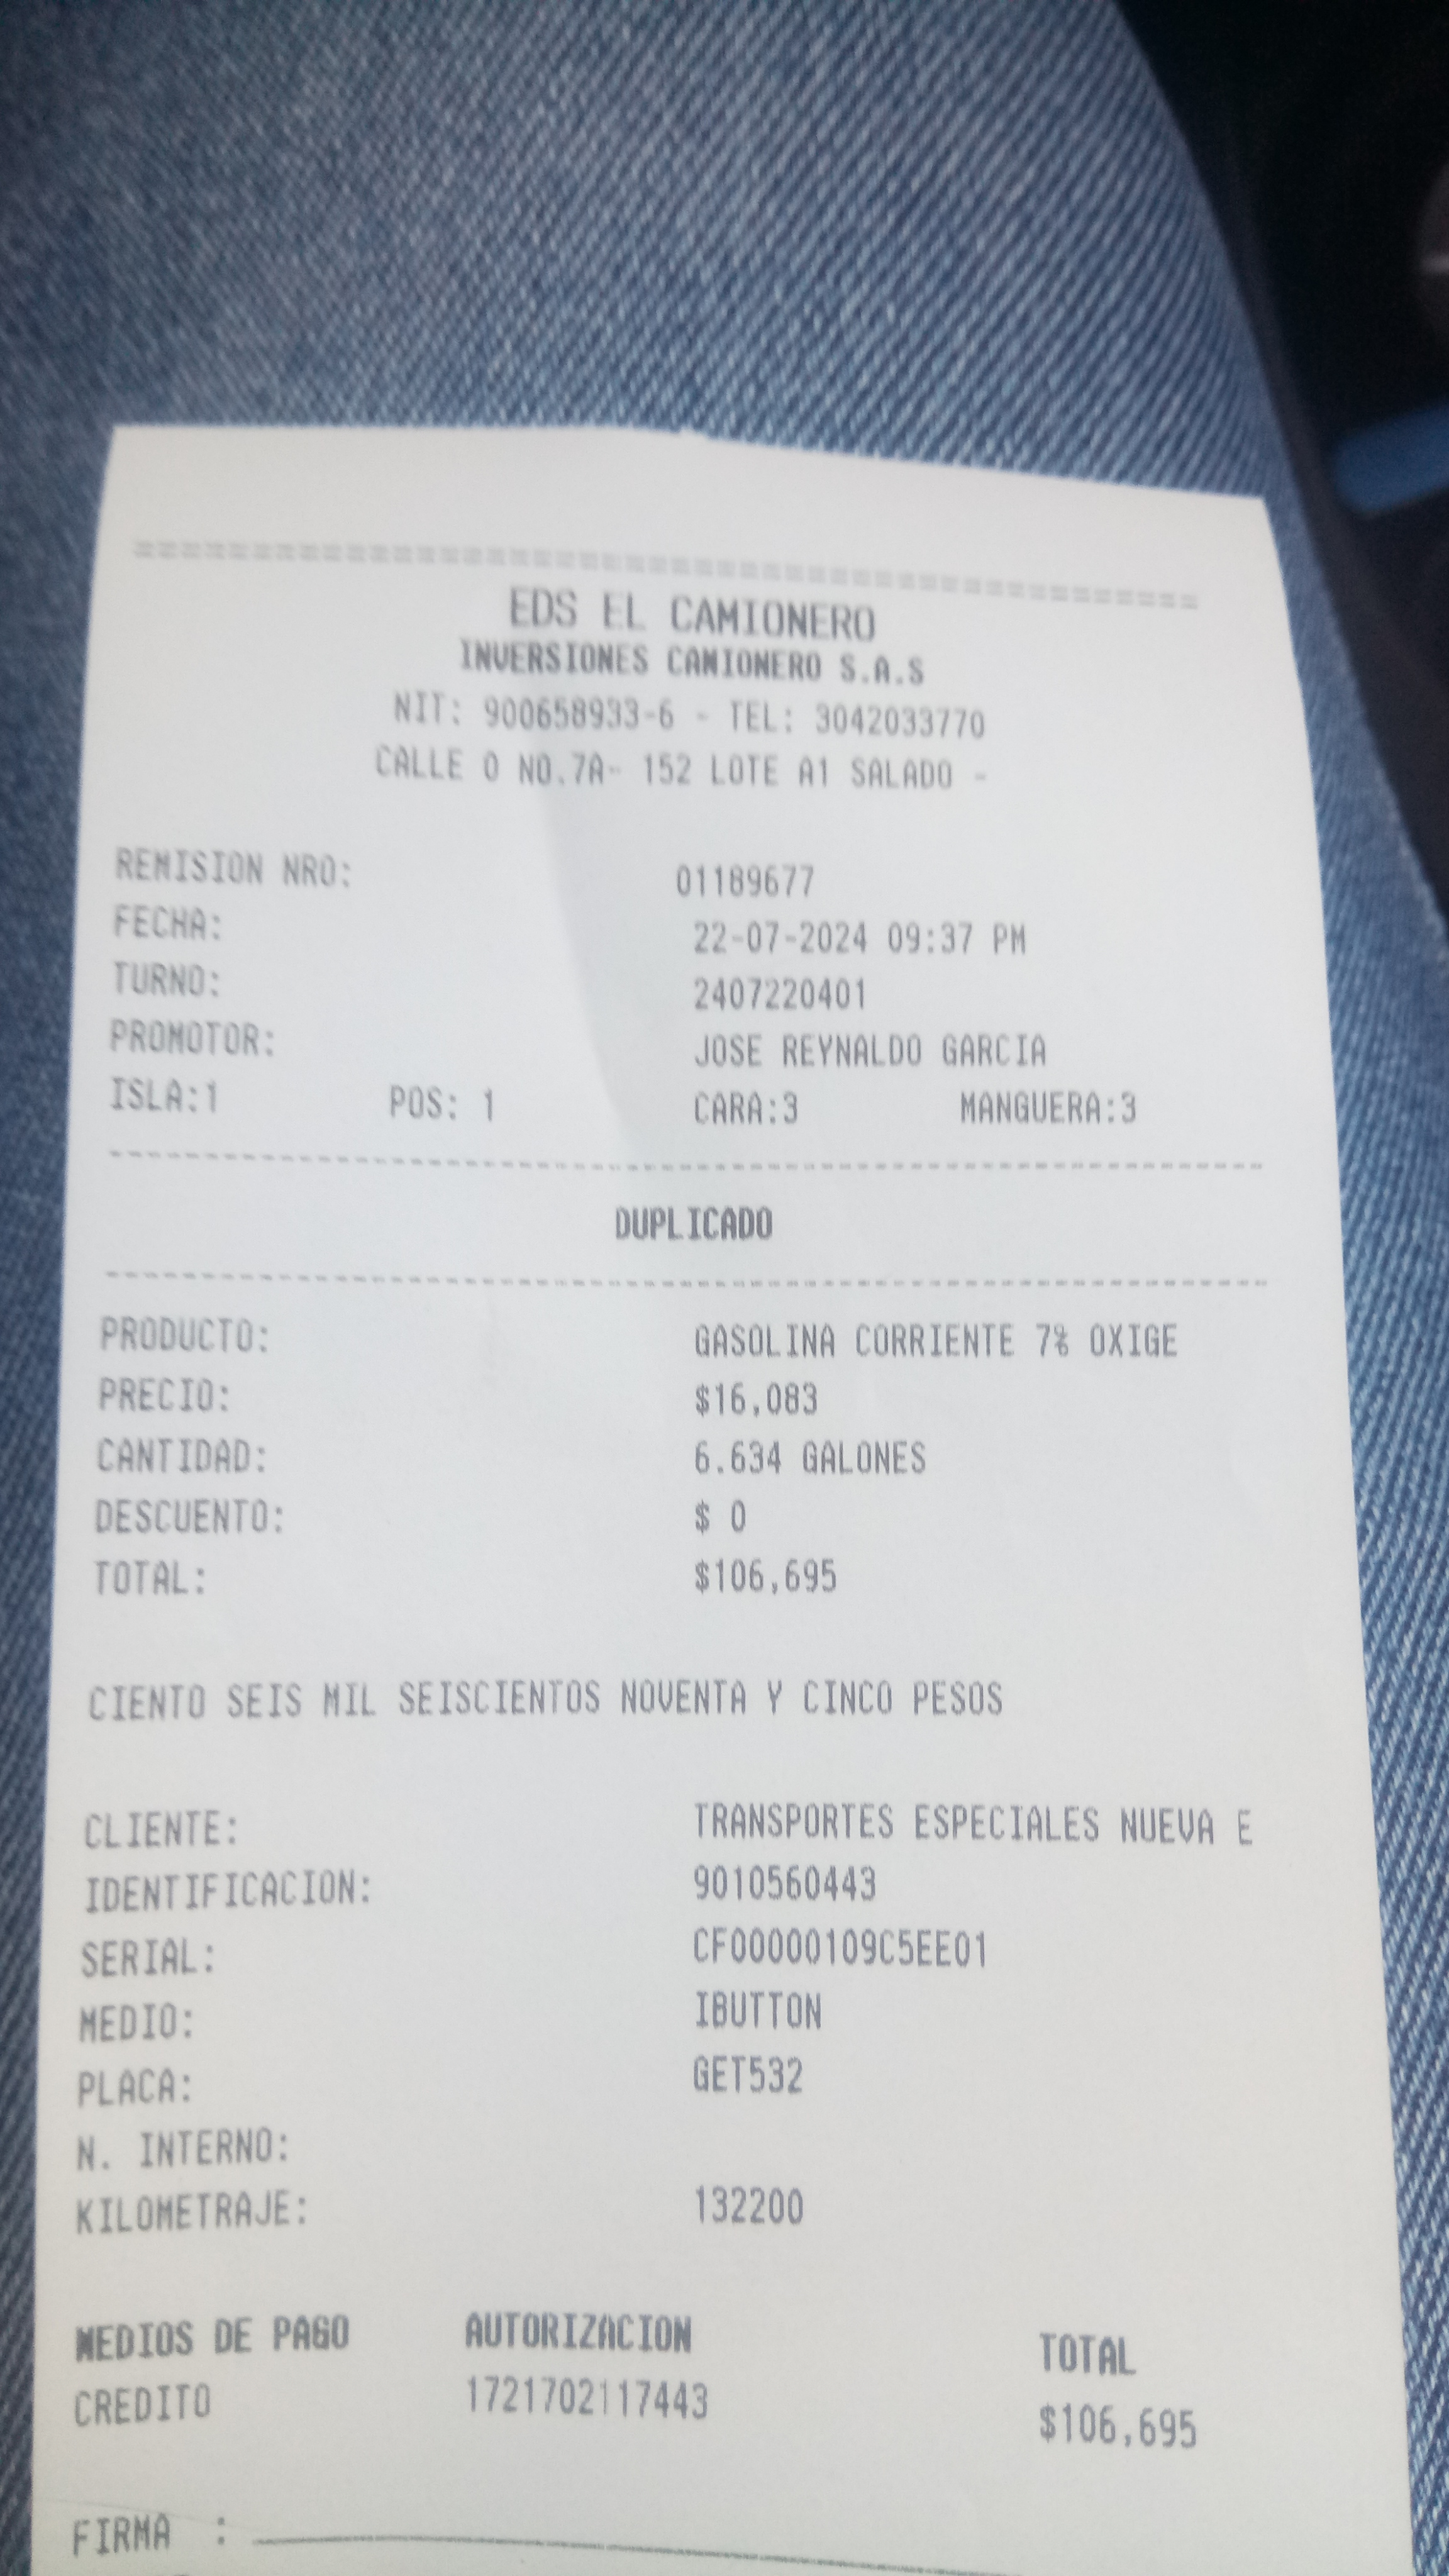 ================================================
EDS EL CAMIONERO
INVERSIONES CAMIONERO S.A.S
NIT: 900658933-6 - TEL: 3042033770
CALLE 0 NO.7A- 152 LOTE A1 SALADO -
REMISION NRO: 01189677
FECHA: 22-07-2024 09:37 PM
TURNO: 2407220401
PROMOTOR: JOSE REYNALDO GARCIA
ISLA:1 POS: 1 CARA:3 MANGUERA:3
DUPLICADO
PRODUCTO: GASOLINA CORRIENTE 7% OXIGE
PRECIO: $16,083
CANTIDAD: 6.634 GALONES
DESCUENTO: $ 0
TOTAL: $106,695
CIENTO SEIS MIL SEISCIENTOS NOVENTA Y CINCO PESOS
CLIENTE: TRANSPORTES ESPECIALES NUEVA E
IDENTIFICACION: 9010560443
SERIAL: CF00000109C5EE01
MEDIO: IBUTTON
PLACA: GET532
N. INTERNO:
KILOMETRAJE: 132200
MEDIOS DE PAGO AUTORIZACION TOTAL
CREDITO 1721702117443 $106,695
FIRMA :